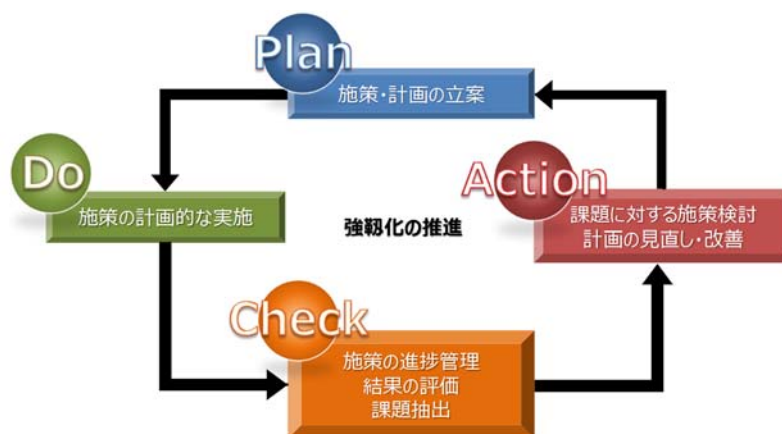 Plan
施策・計画の立案
Do
施策の計画的な実施
Action
課題に対する施策検討
計画の見直し・改善
強靱化の推進
Check
施策の進捗管理
結果の評価
課題抽出